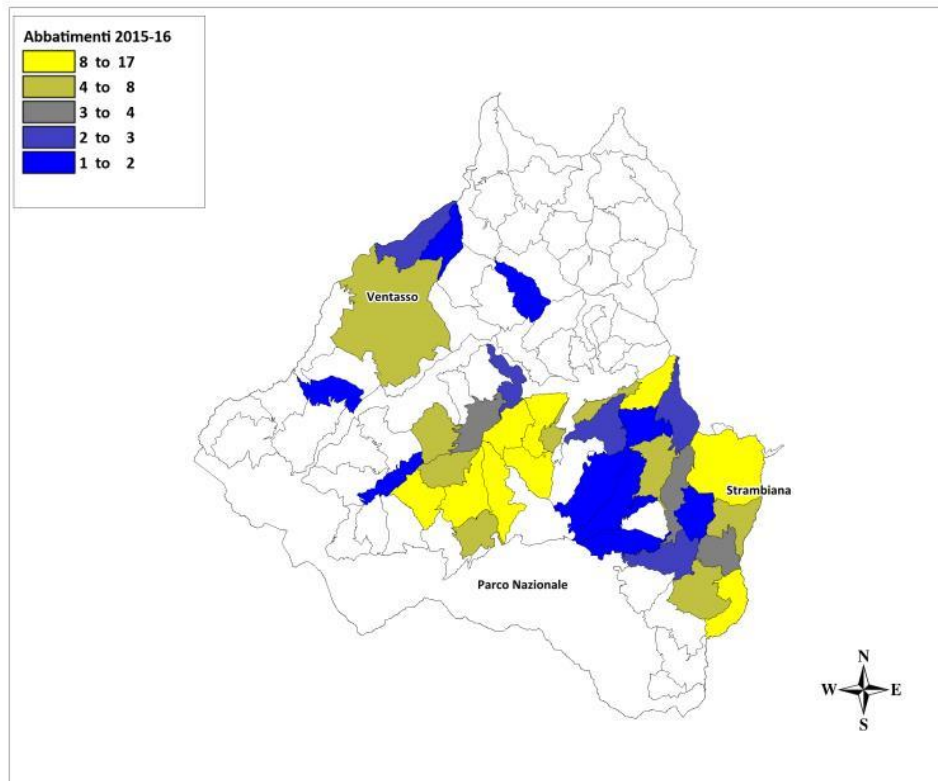 Abbatimenti 2015-16
8 to 17
4 to 8
3 to 4
2 to 3
1 to 2
Ventasso
Strambiana
Parco Nazionale
N
W E
S